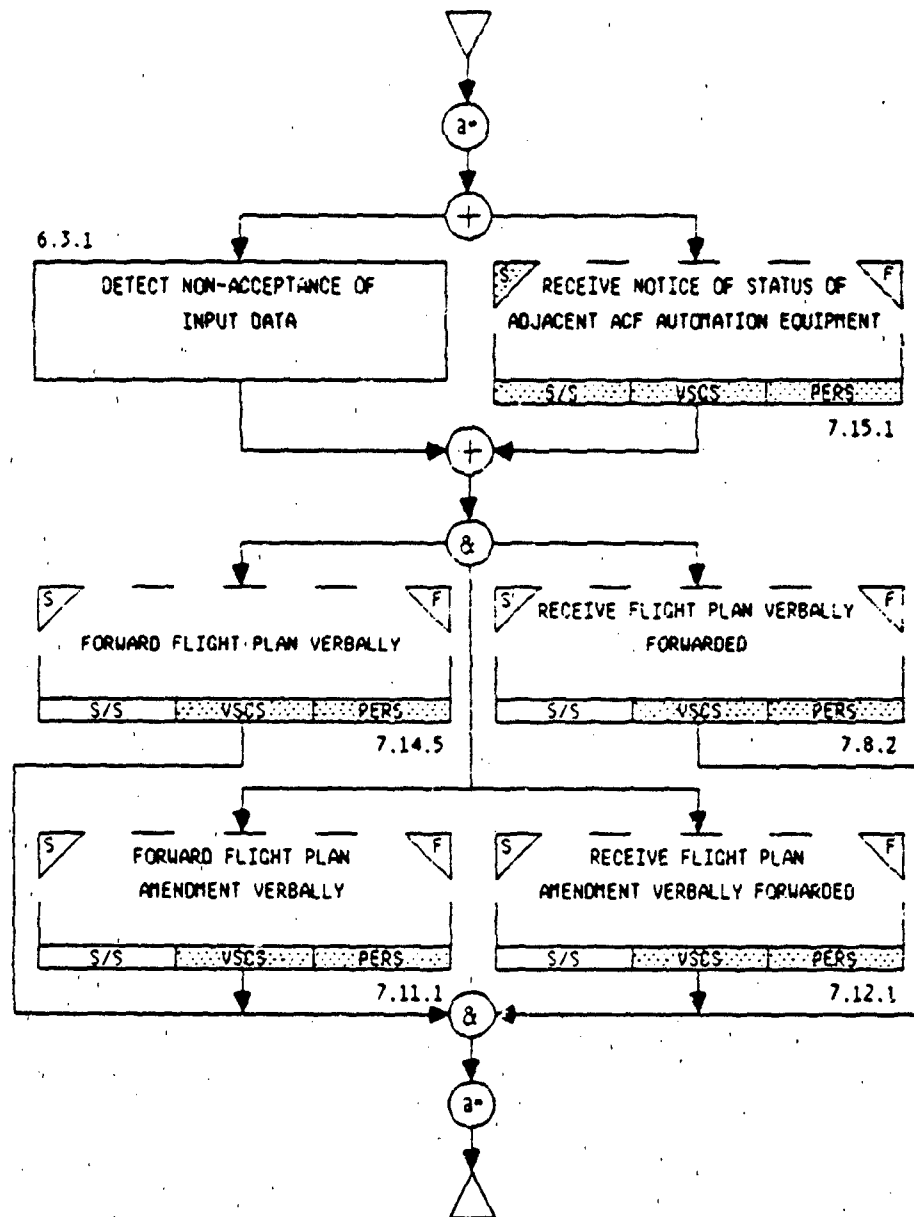 a*
+
6.3.1
DETECT NON-ACCEPTANCE OF
INPUT DATA
S
F
RECEIVE NOTICE OF STATUS OF
ADJACENT ACF AUTOMATION EQUIPMENT
S/S VSCS PERS
7.15.1
+
&
S
F
FORWARD FLIGHT PLAN VERBALLY
S/S VSCS PERS
7.14.5
S
F
RECEIVE FLIGHT PLAN VERBALLY
FORWARDED
S/S VSCS PERS
7.8.2
S
F
FORWARD FLIGHT PLAN
AMENDMENT VERBALLY
S/S VSCS PERS
7.11.1
S
F
RECEIVE FLIGHT PLAN
AMENDMENT VERBALLY FORWARDED
S/S VSCS PERS
7.12.1
&
a*